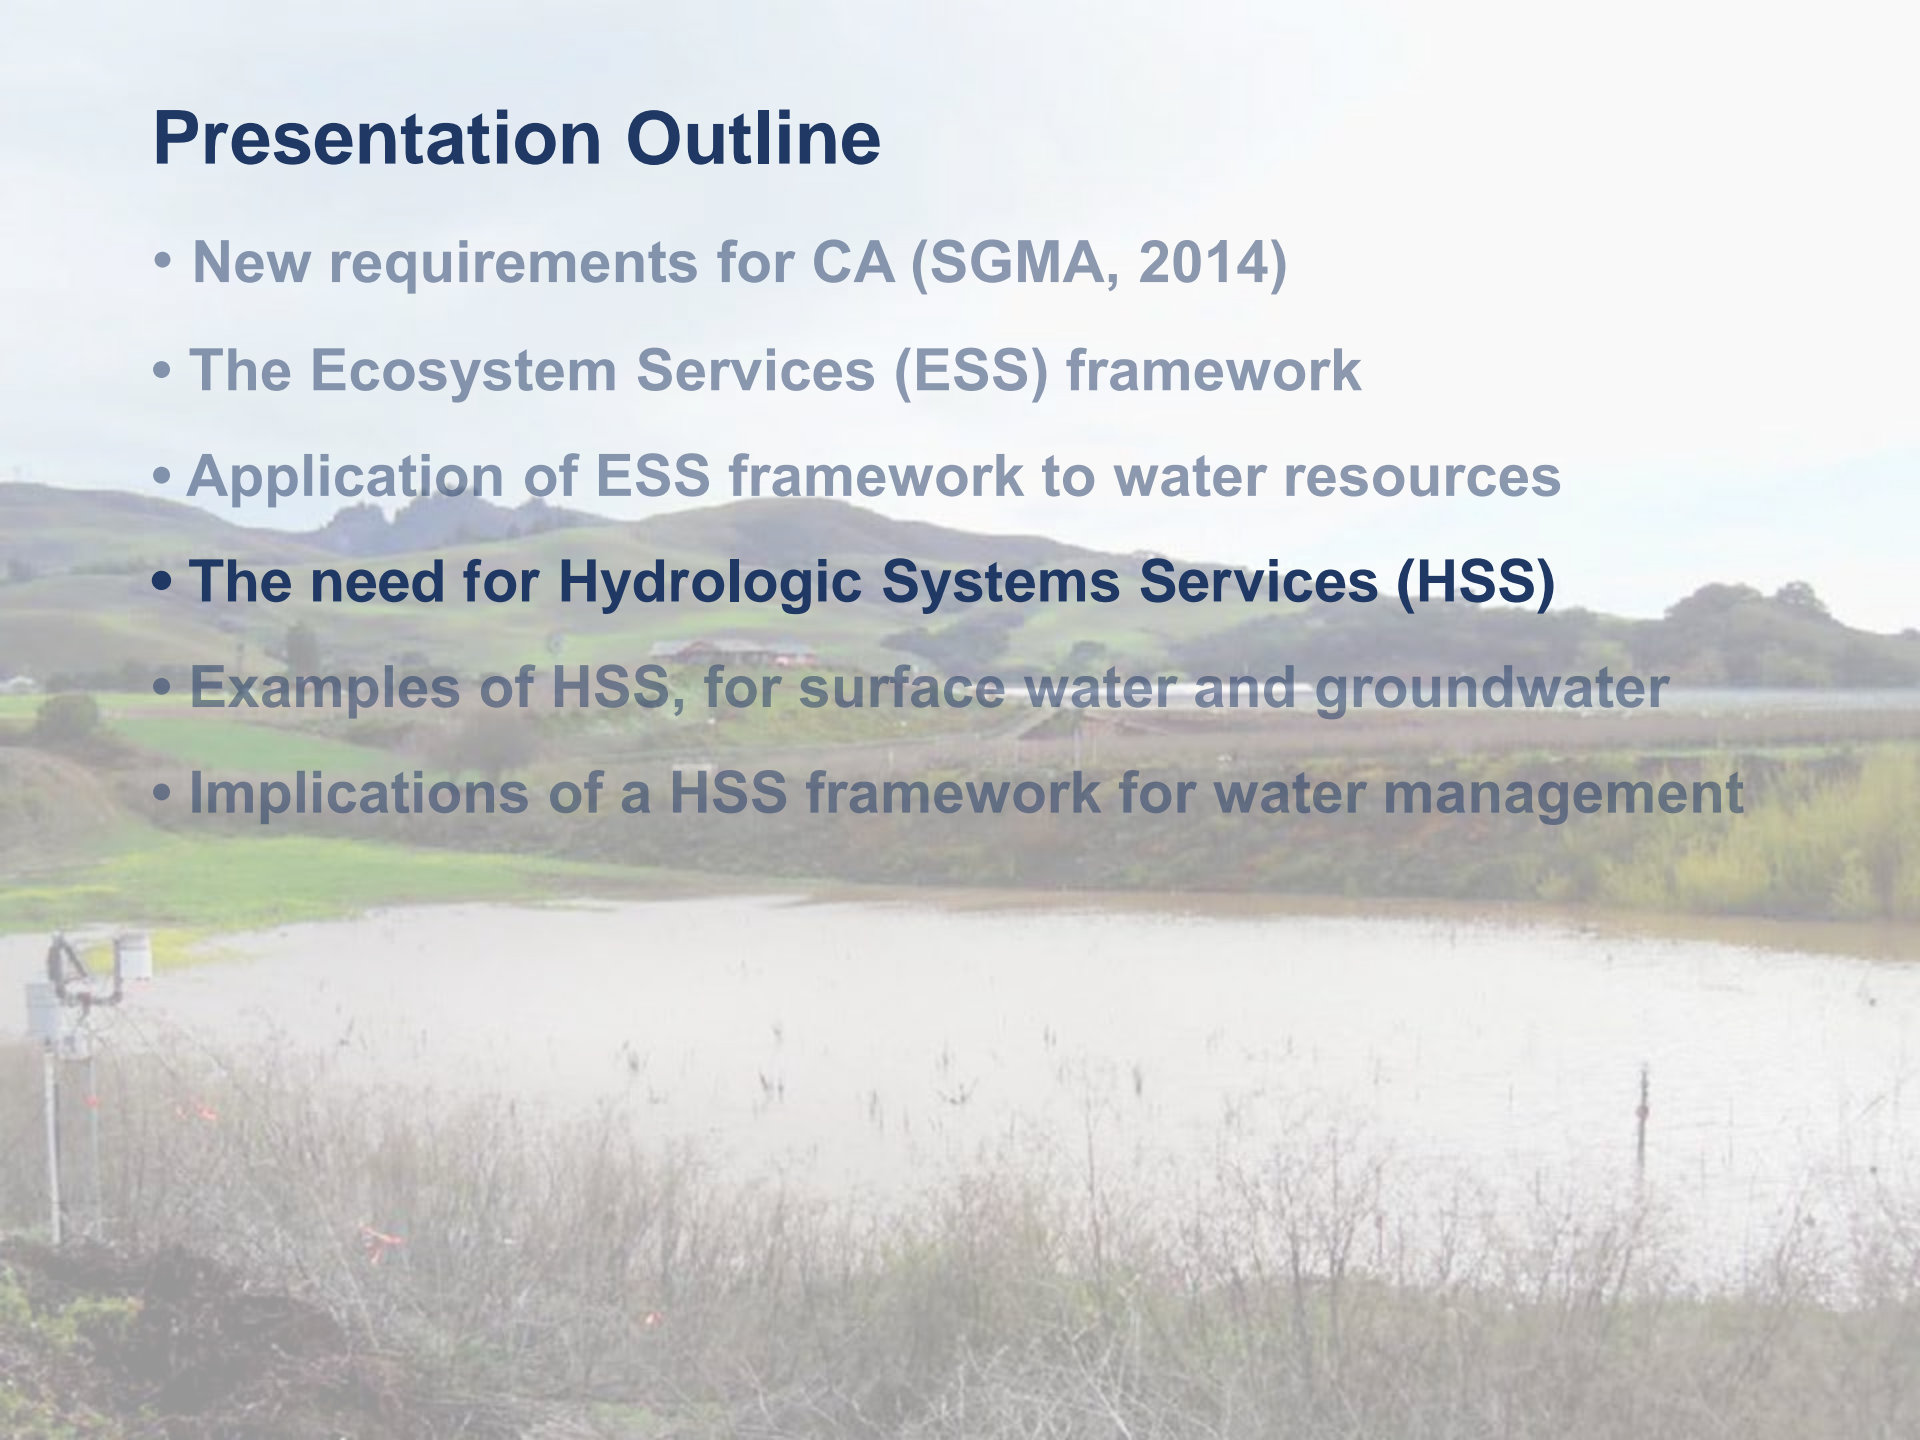 Presentation Outline
• New requirements for CA (SGMA, 2014)
• The Ecosystem Services (ESS) framework
• Application of ESS framework to water resources
• The need for Hydrologic Systems Services (HSS)
• Examples of HSS, for surface water and groundwater
• Implications of a HSS framework for water management